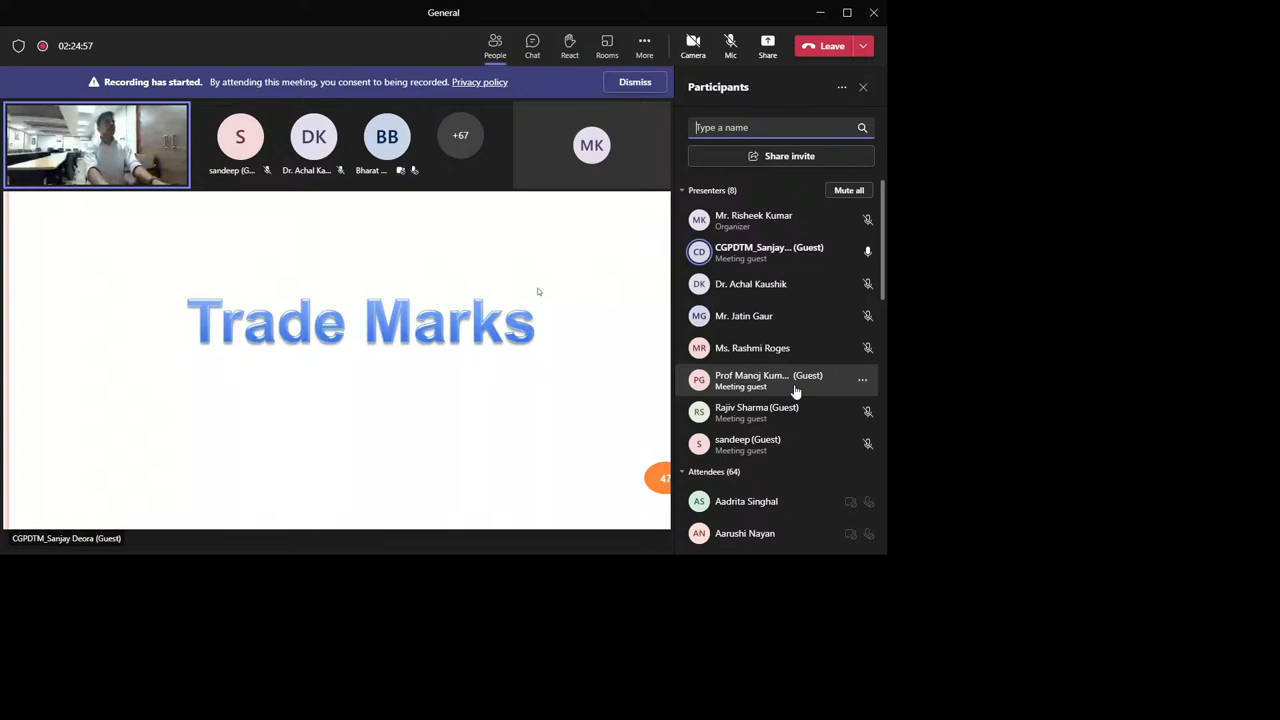 General
02:24:57
People
Chat
React
Rooms
More
Camera
Mic
Share
Leave
Recording has started. By attending this meeting, you consent to being recorded. Privacy policy
Dismiss
S
DK
BB
+67
MK
sandeep (G...
Dr. Achal Ka...
Bharat ...
Trade Marks
47
CGPDTM_Sanjay Deora (Guest)
Participants
Type a name
Share invite
Presenters (8)
Mute all
MK
Mr. Risheek Kumar
Organizer
CD
CGPDTM_Sanjay... (Guest)
Meeting guest
DK
Dr. Achal Kaushik
MG
Mr. Jatin Gaur
MR
Ms. Rashmi Roges
PG
Prof Manoj Kum... (Guest)
Meeting guest
RS
Rajiv Sharma (Guest)
Meeting guest
S
sandeep (Guest)
Meeting guest
Attendees (64)
AS
Aadrita Singhal
AN
Aarushi Nayan